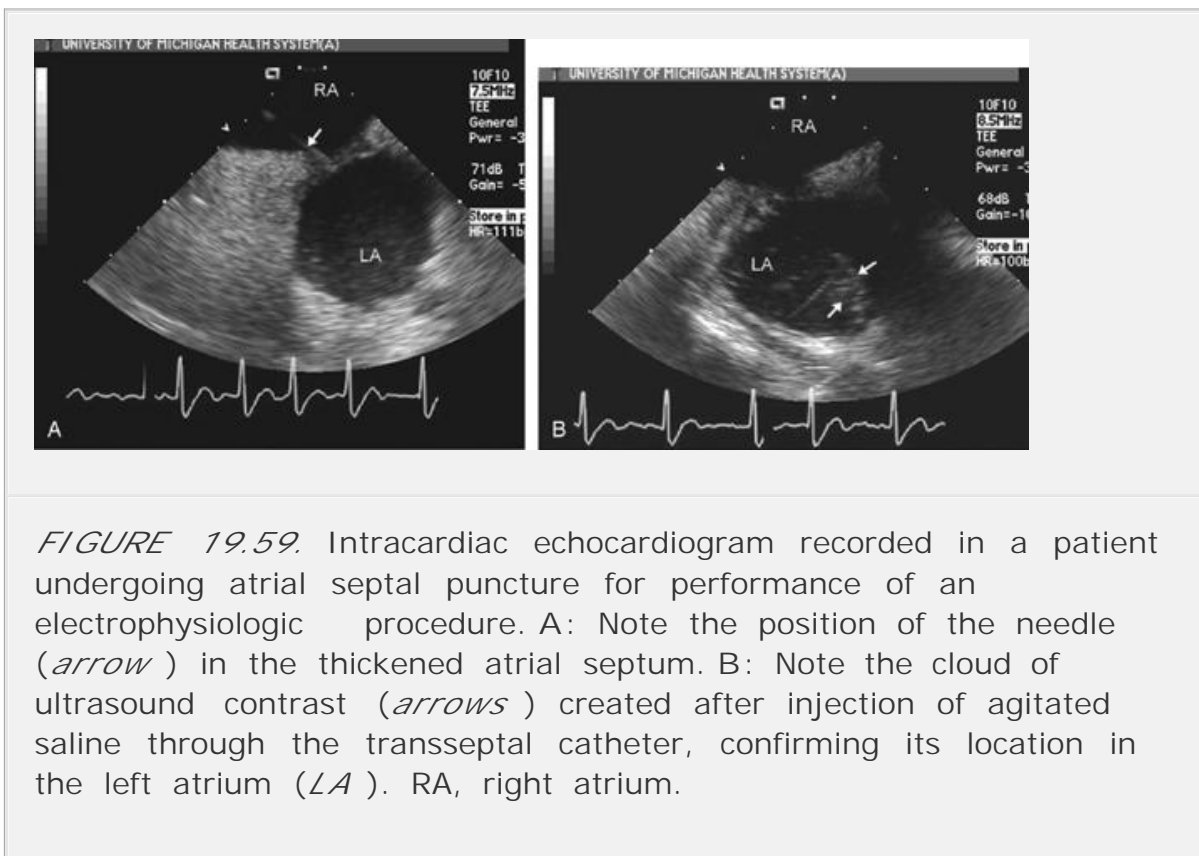 UNIVERSITY OF MICHIGAN HEALTH SYSTEM(A)
RA
10F10
7.5MHz
TEE
General
Pwr= -3
71dB T
Gain= -5
Store in p
HR=111b
LA
A
UNIVERSITY OF MICHIGAN HEALTH SYSTEM(A)
RA
10F10
8.5MHz
TEE
General
Pwr= -3
68dB T
Gain=-10
Store in p
HR=100b
LA
B
FIGURE 19.59. Intracardiac echocardiogram recorded in a patient
undergoing atrial septal puncture for performance of an
electrophysiologic procedure. A: Note the position of the needle
(arrow ) in the thickened atrial septum. B: Note the cloud of
ultrasound contrast (arrows ) created after injection of agitated
saline through the transseptal catheter, confirming its location in
the left atrium (LA ). RA, right atrium.